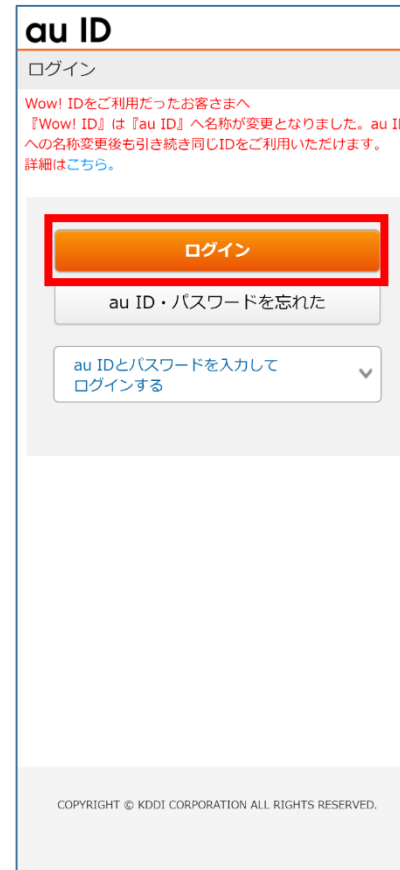 au ID
ログイン
Wow! IDをご利用だったお客さまへ
『Wow! ID』は『au ID』へ名称が変更となりました。au ID
への名称変更後も引き続き同じIDをご利用いただけます。
詳細はこちら。
ログイン
au ID・パスワードを忘れた
au IDとパスワードを入力して
ログインする
COPYRIGHT © KDDI CORPORATION ALL RIGHTS RESERVED.